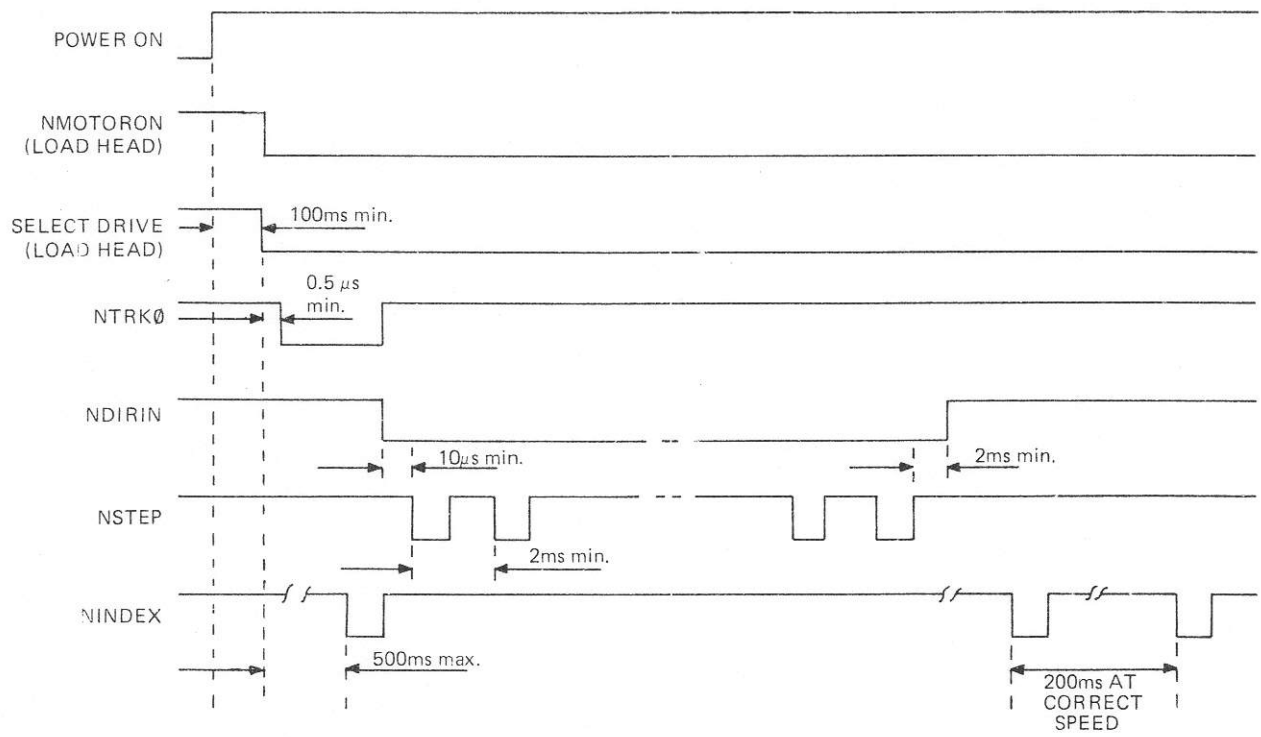 POWER ON
NMOTORON
(LOAD HEAD)
SELECT DRIVE
(LOAD HEAD)
100ms min.
0.5 μs
min.
NTRKØ
NDIRIN
10μs min.
2ms min.
NSTEP
2ms min.
NINDEX
500ms max.
200ms AT
CORRECT
SPEED